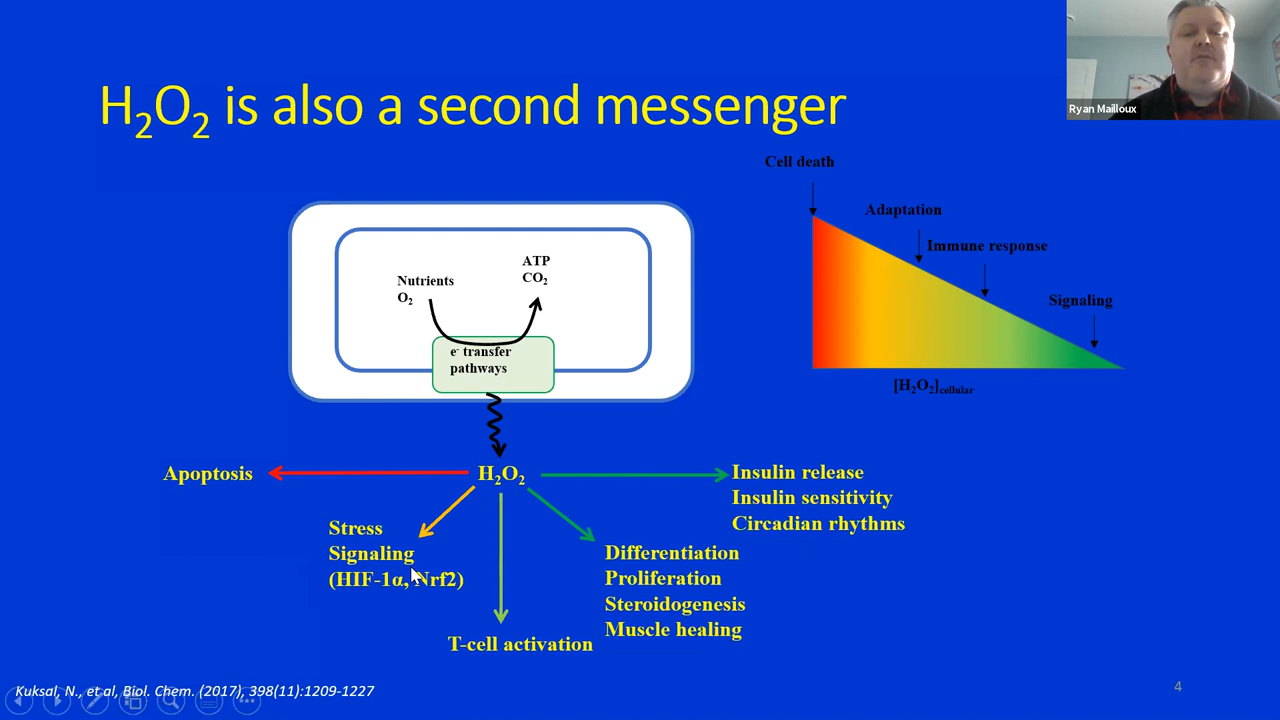 H₂O₂ is also a second messenger
Ryan Mailloux
Cell death
Adaptation
Immune response
Signaling
[H₂O₂]cellular
Nutrients
O₂
ATP
CO₂
e⁻ transfer
pathways
H₂O₂
Apoptosis
Stress
Signaling
(HIF-1α, Nrf2)
T-cell activation
Differentiation
Proliferation
Steroidogenesis
Muscle healing
Insulin release
Insulin sensitivity
Circadian rhythms
Kuksal, N., et al, Biol. Chem. (2017), 398(11):1209-1227
4